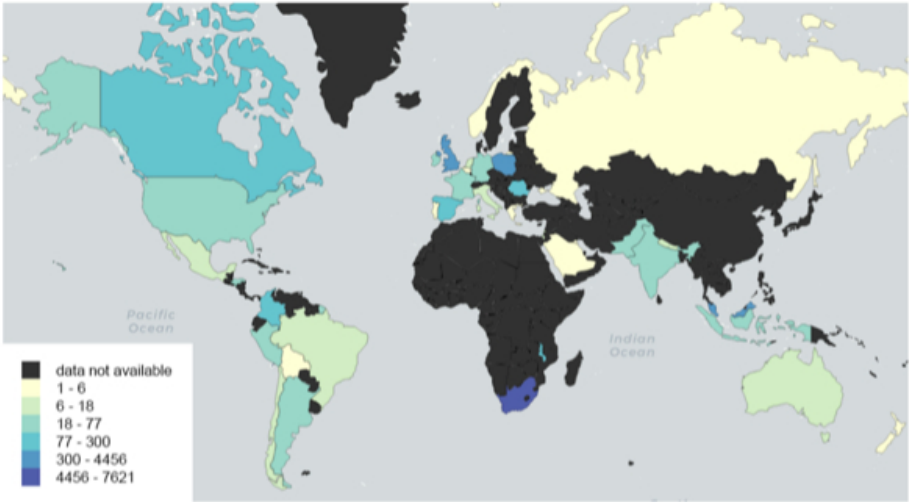 Pacific
Ocean
Indian
Ocean
data not available
1 - 6
6 - 18
18 - 77
77 - 300
300 - 4456
4456 - 7621